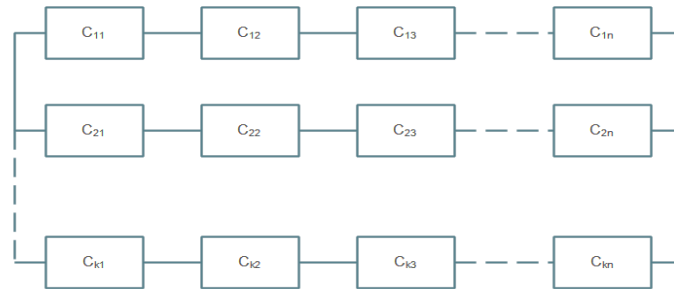 C₁₁ C₁₂ C₁₃ C₁ₙ
C₂₁ C₂₂ C₂₃ C₂ₙ
Cₖ₁ Cₖ₂ Cₖ₃ Cₖₙ